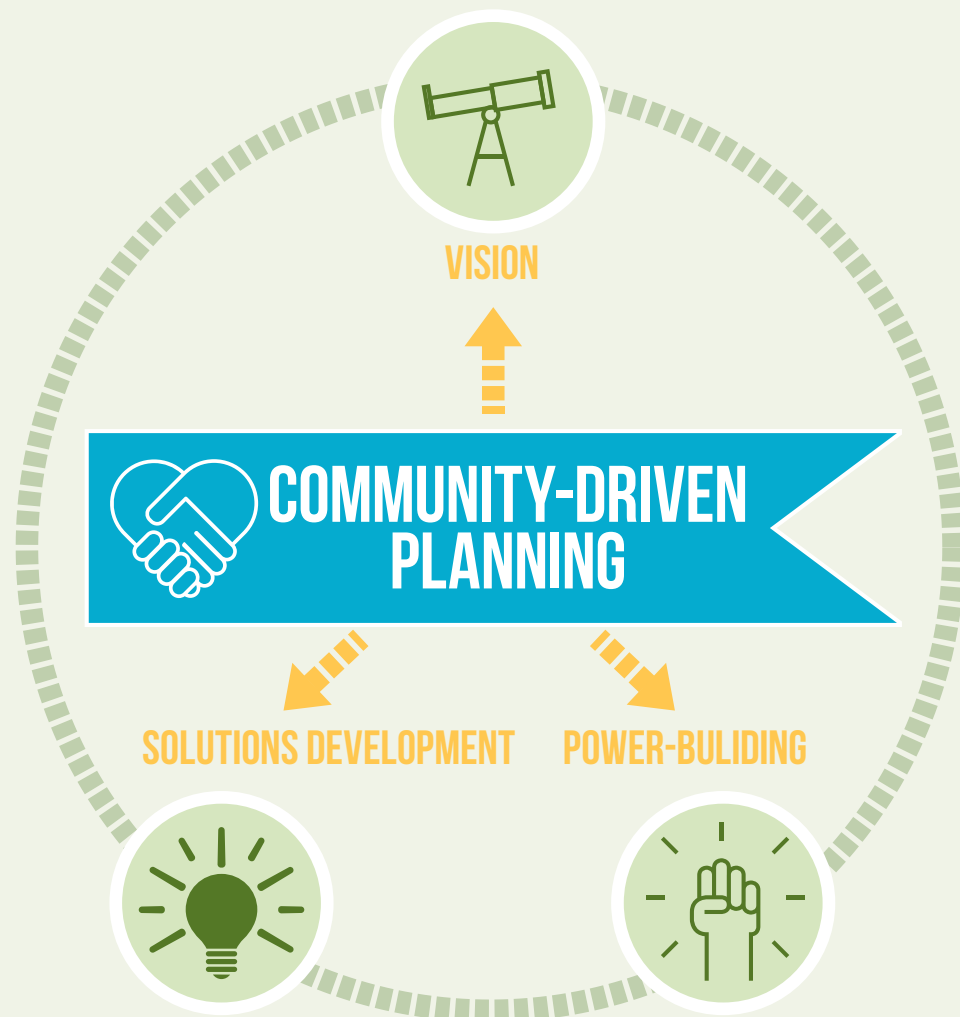 VISION
COMMUNITY-DRIVEN
PLANNING
SOLUTIONS DEVELOPMENT
POWER-BULIDING